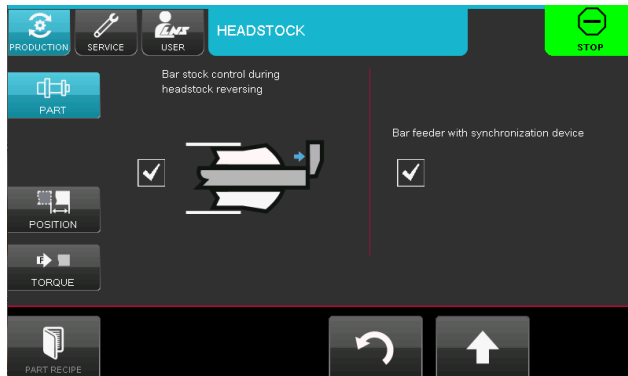 PRODUCTION
SERVICE
LNS
USER
HEADSTOCK
STOP
PART
Bar stock control during
headstock reversing
Bar feeder with synchronization device
POSITION
F
TORQUE
PART RECIPE